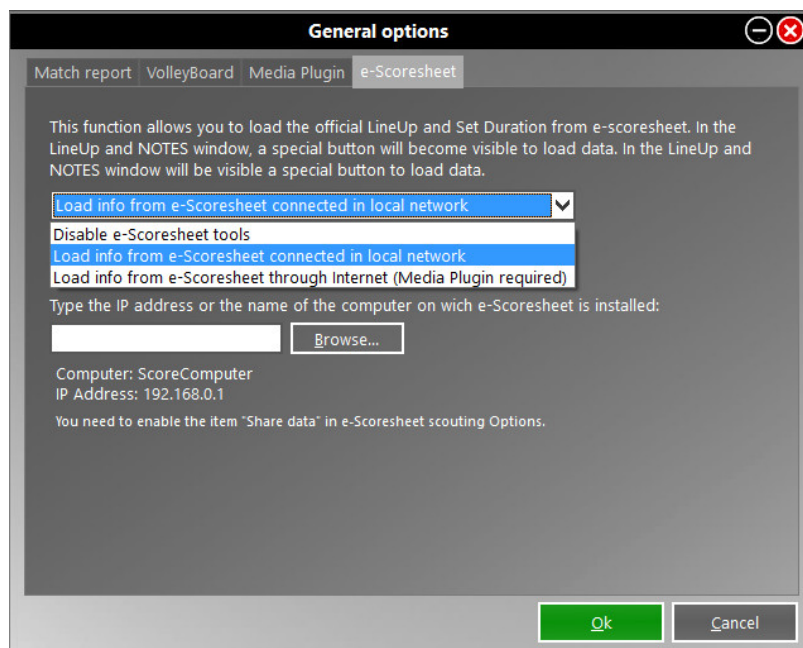 General options
Match report VolleyBoard Media Plugin e-Scoresheet
This function allows you to load the official LineUp and Set Duration from e-scoresheet. In the
LineUp and NOTES window, a special button will become visible to load data. In the LineUp and
NOTES window will be visible a special button to load data.
Load info from e-Scoresheet connected in local network
Disable e-Scoresheet tools
Load info from e-Scoresheet connected in local network
Load info from e-Scoresheet through Internet (Media Plugin required)
Type the IP address or the name of the computer on wich e-Scoresheet is installed:
Browse...
Computer: ScoreComputer
IP Address: 192.168.0.1
You need to enable the item "Share data" in e-Scoresheet scouting Options.
Ok Cancel